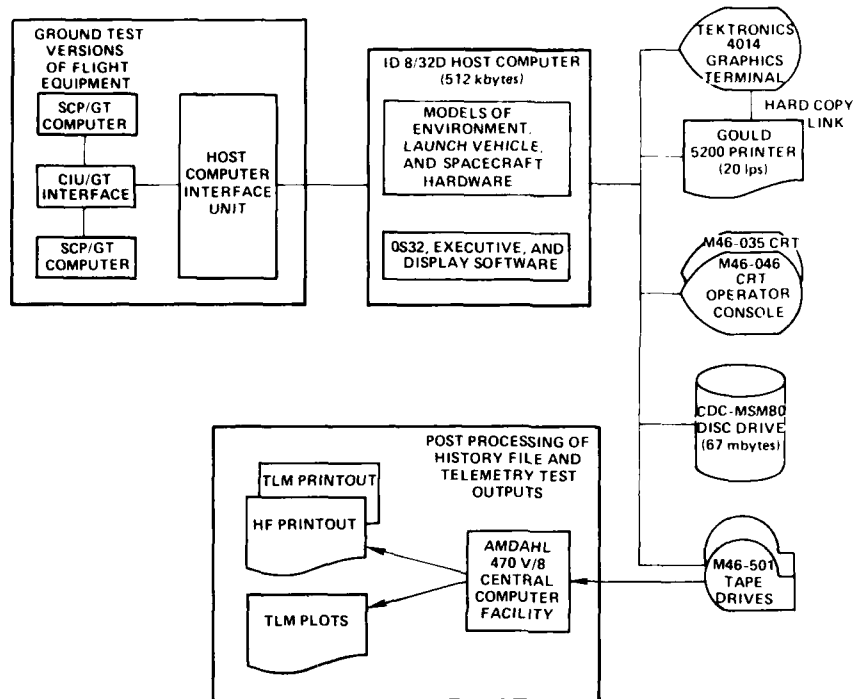 GROUND TEST
VERSIONS
OF FLIGHT
EQUIPMENT
SCP/GT
COMPUTER
CIU/GT
INTERFACE
SCP/GT
COMPUTER
HOST
COMPUTER
INTERFACE
UNIT
ID 8/32D HOST COMPUTER
(512 kbytes)
MODELS OF
ENVIRONMENT,
LAUNCH VEHICLE,
AND SPACECRAFT
HARDWARE
OS32, EXECUTIVE, AND
DISPLAY SOFTWARE
TEKTRONICS
4014
GRAPHICS
TERMINAL
HARD COPY
LINK
GOULD
5200 PRINTER
(20 lps)
M46-035 CRT
M46-046
CRT
OPERATOR
CONSOLE
CDC-MSM80
DISC DRIVE
(67 mbytes)
M46-501
TAPE
DRIVES
POST PROCESSING OF
HISTORY FILE AND
TELEMETRY TEST
OUTPUTS
TLM PRINTOUT
HF PRINTOUT
TLM PLOTS
AMDAHL
470 V/8
CENTRAL
COMPUTER
FACILITY